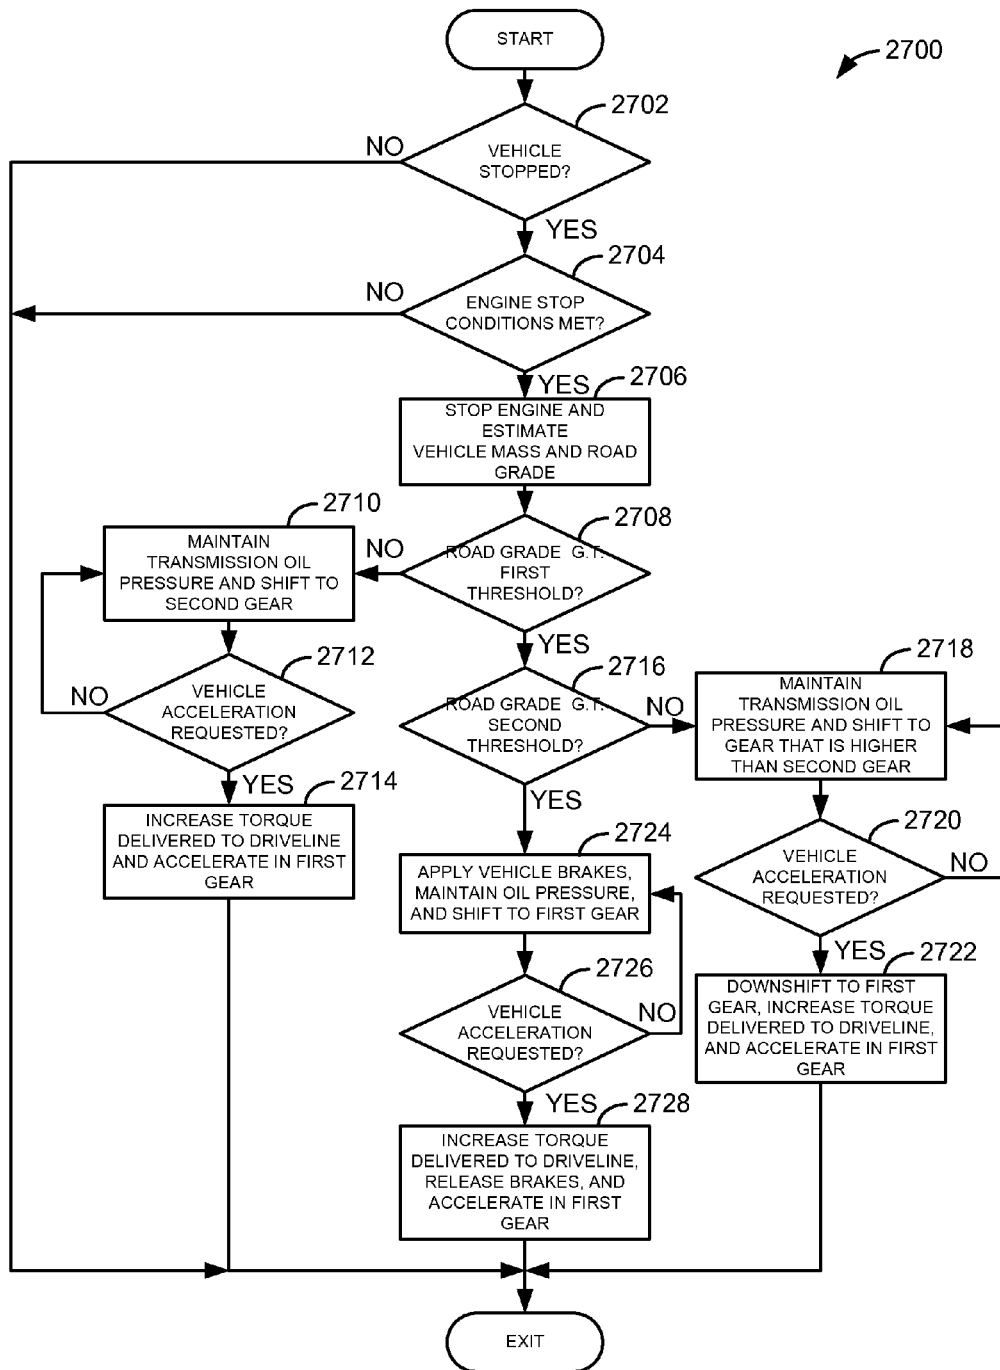 START
2700
2702
NO
VEHICLE
STOPPED?
YES
2704
NO
ENGINE STOP
CONDITIONS MET?
YES
2706
STOP ENGINE AND
ESTIMATE
VEHICLE MASS AND ROAD
GRADE
2710
2708
MAINTAIN
TRANSMISSION OIL
PRESSURE AND SHIFT TO
SECOND GEAR
NO
ROAD GRADE G.T.
FIRST
THRESHOLD?
YES
2712
NO
VEHICLE
ACCELERATION
REQUESTED?
YES
2716
ROAD GRADE G.T.
SECOND
THRESHOLD?
NO
YES
2718
MAINTAIN
TRANSMISSION OIL
PRESSURE AND SHIFT TO
GEAR THAT IS HIGHER
THAN SECOND GEAR
2714
INCREASE TORQUE
DELIVERED TO DRIVELINE
AND ACCELERATE IN FIRST
GEAR
2724
APPLY VEHICLE BRAKES,
MAINTAIN OIL PRESSURE,
AND SHIFT TO FIRST GEAR
2720
VEHICLE
ACCELERATION
REQUESTED?
NO
YES
2726
VEHICLE
ACCELERATION
REQUESTED?
NO
YES
2722
DOWNSHIFT TO FIRST
GEAR, INCREASE TORQUE
DELIVERED TO DRIVELINE,
AND ACCELERATE IN FIRST
GEAR
2728
INCREASE TORQUE
DELIVERED TO DRIVELINE,
RELEASE BRAKES, AND
ACCELERATE IN FIRST
GEAR
EXIT